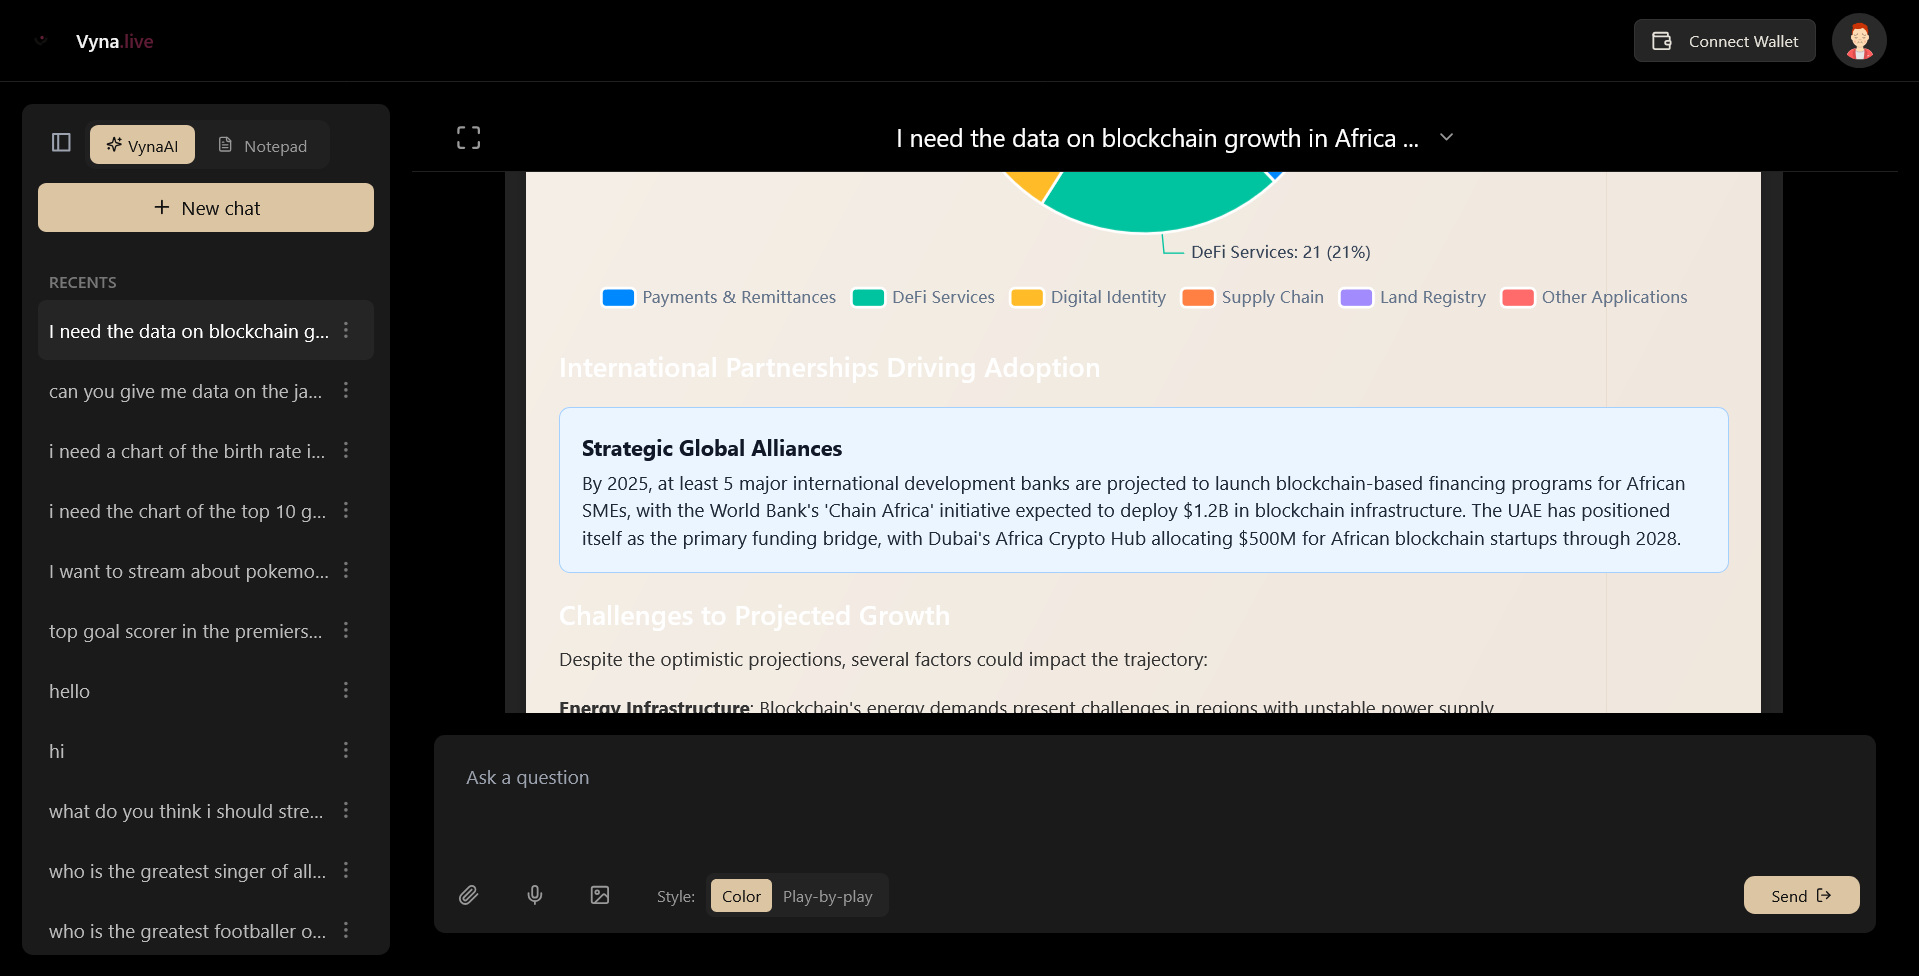 Vyna.live
Connect Wallet
VynaAI
Notepad
+ New chat
RECENTS
I need the data on blockchain g...
can you give me data on the ja...
i need a chart of the birth rate i...
i need the chart of the top 10 g...
I want to stream about pokemo...
top goal scorer in the premiers...
hello
hi
what do you think i should stre...
who is the greatest singer of all...
who is the greatest footballer o...
I need the data on blockchain growth in Africa ...
DeFi Services: 21 (21%)
Payments & Remittances DeFi Services Digital Identity Supply Chain Land Registry Other Applications
International Partnerships Driving Adoption
Strategic Global Alliances
By 2025, at least 5 major international development banks are projected to launch blockchain-based financing programs for African
SMEs, with the World Bank's 'Chain Africa' initiative expected to deploy $1.2B in blockchain infrastructure. The UAE has positioned
itself as the primary funding bridge, with Dubai's Africa Crypto Hub allocating $500M for African blockchain startups through 2028.
Challenges to Projected Growth
Despite the optimistic projections, several factors could impact the trajectory:
Energy Infrastructure: Blockchain's energy demands present challenges in regions with unstable power supply
Ask a question
Style:
Color
Play-by-play
Send